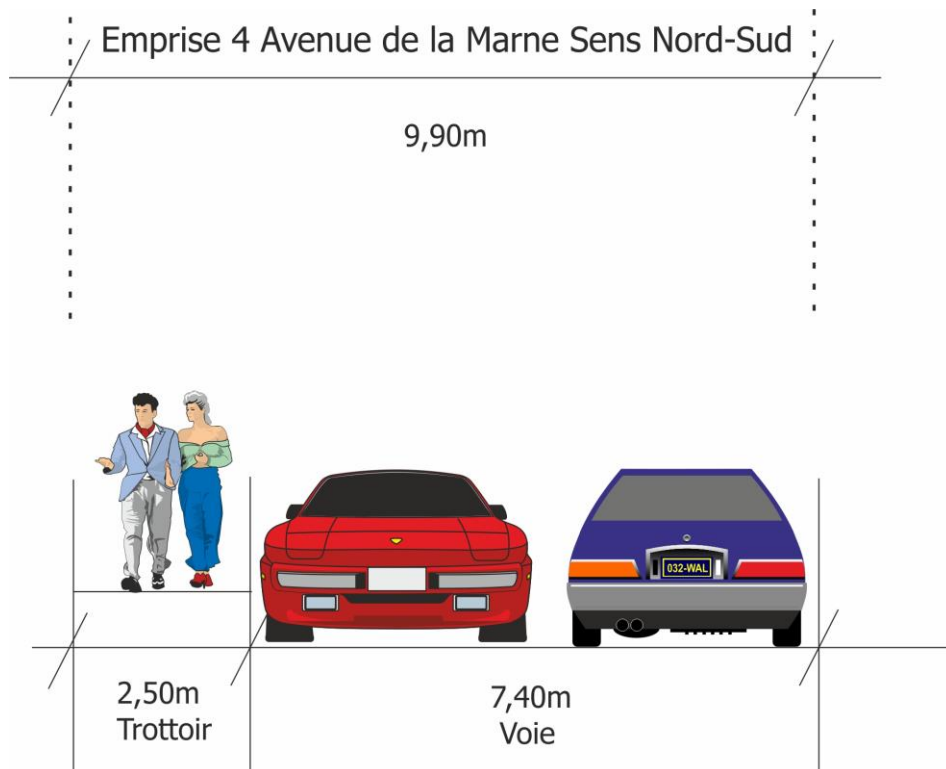 Emprise 4 Avenue de la Marne Sens Nord-Sud
9,90m
032-WAL
2,50m
Trottoir
7,40m
Voie